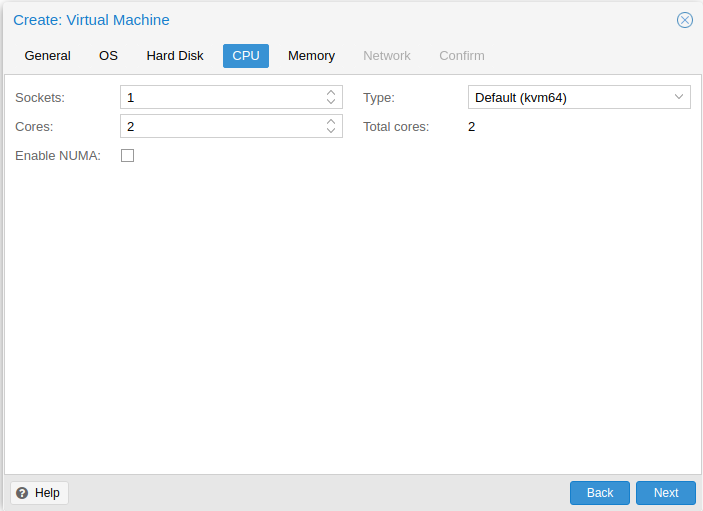 Create: Virtual Machine
General OS Hard Disk CPU Memory Network Confirm
Sockets: 1 Type: Default (kvm64)
Cores: 2 Total cores: 2
Enable NUMA:
? Help Back Next